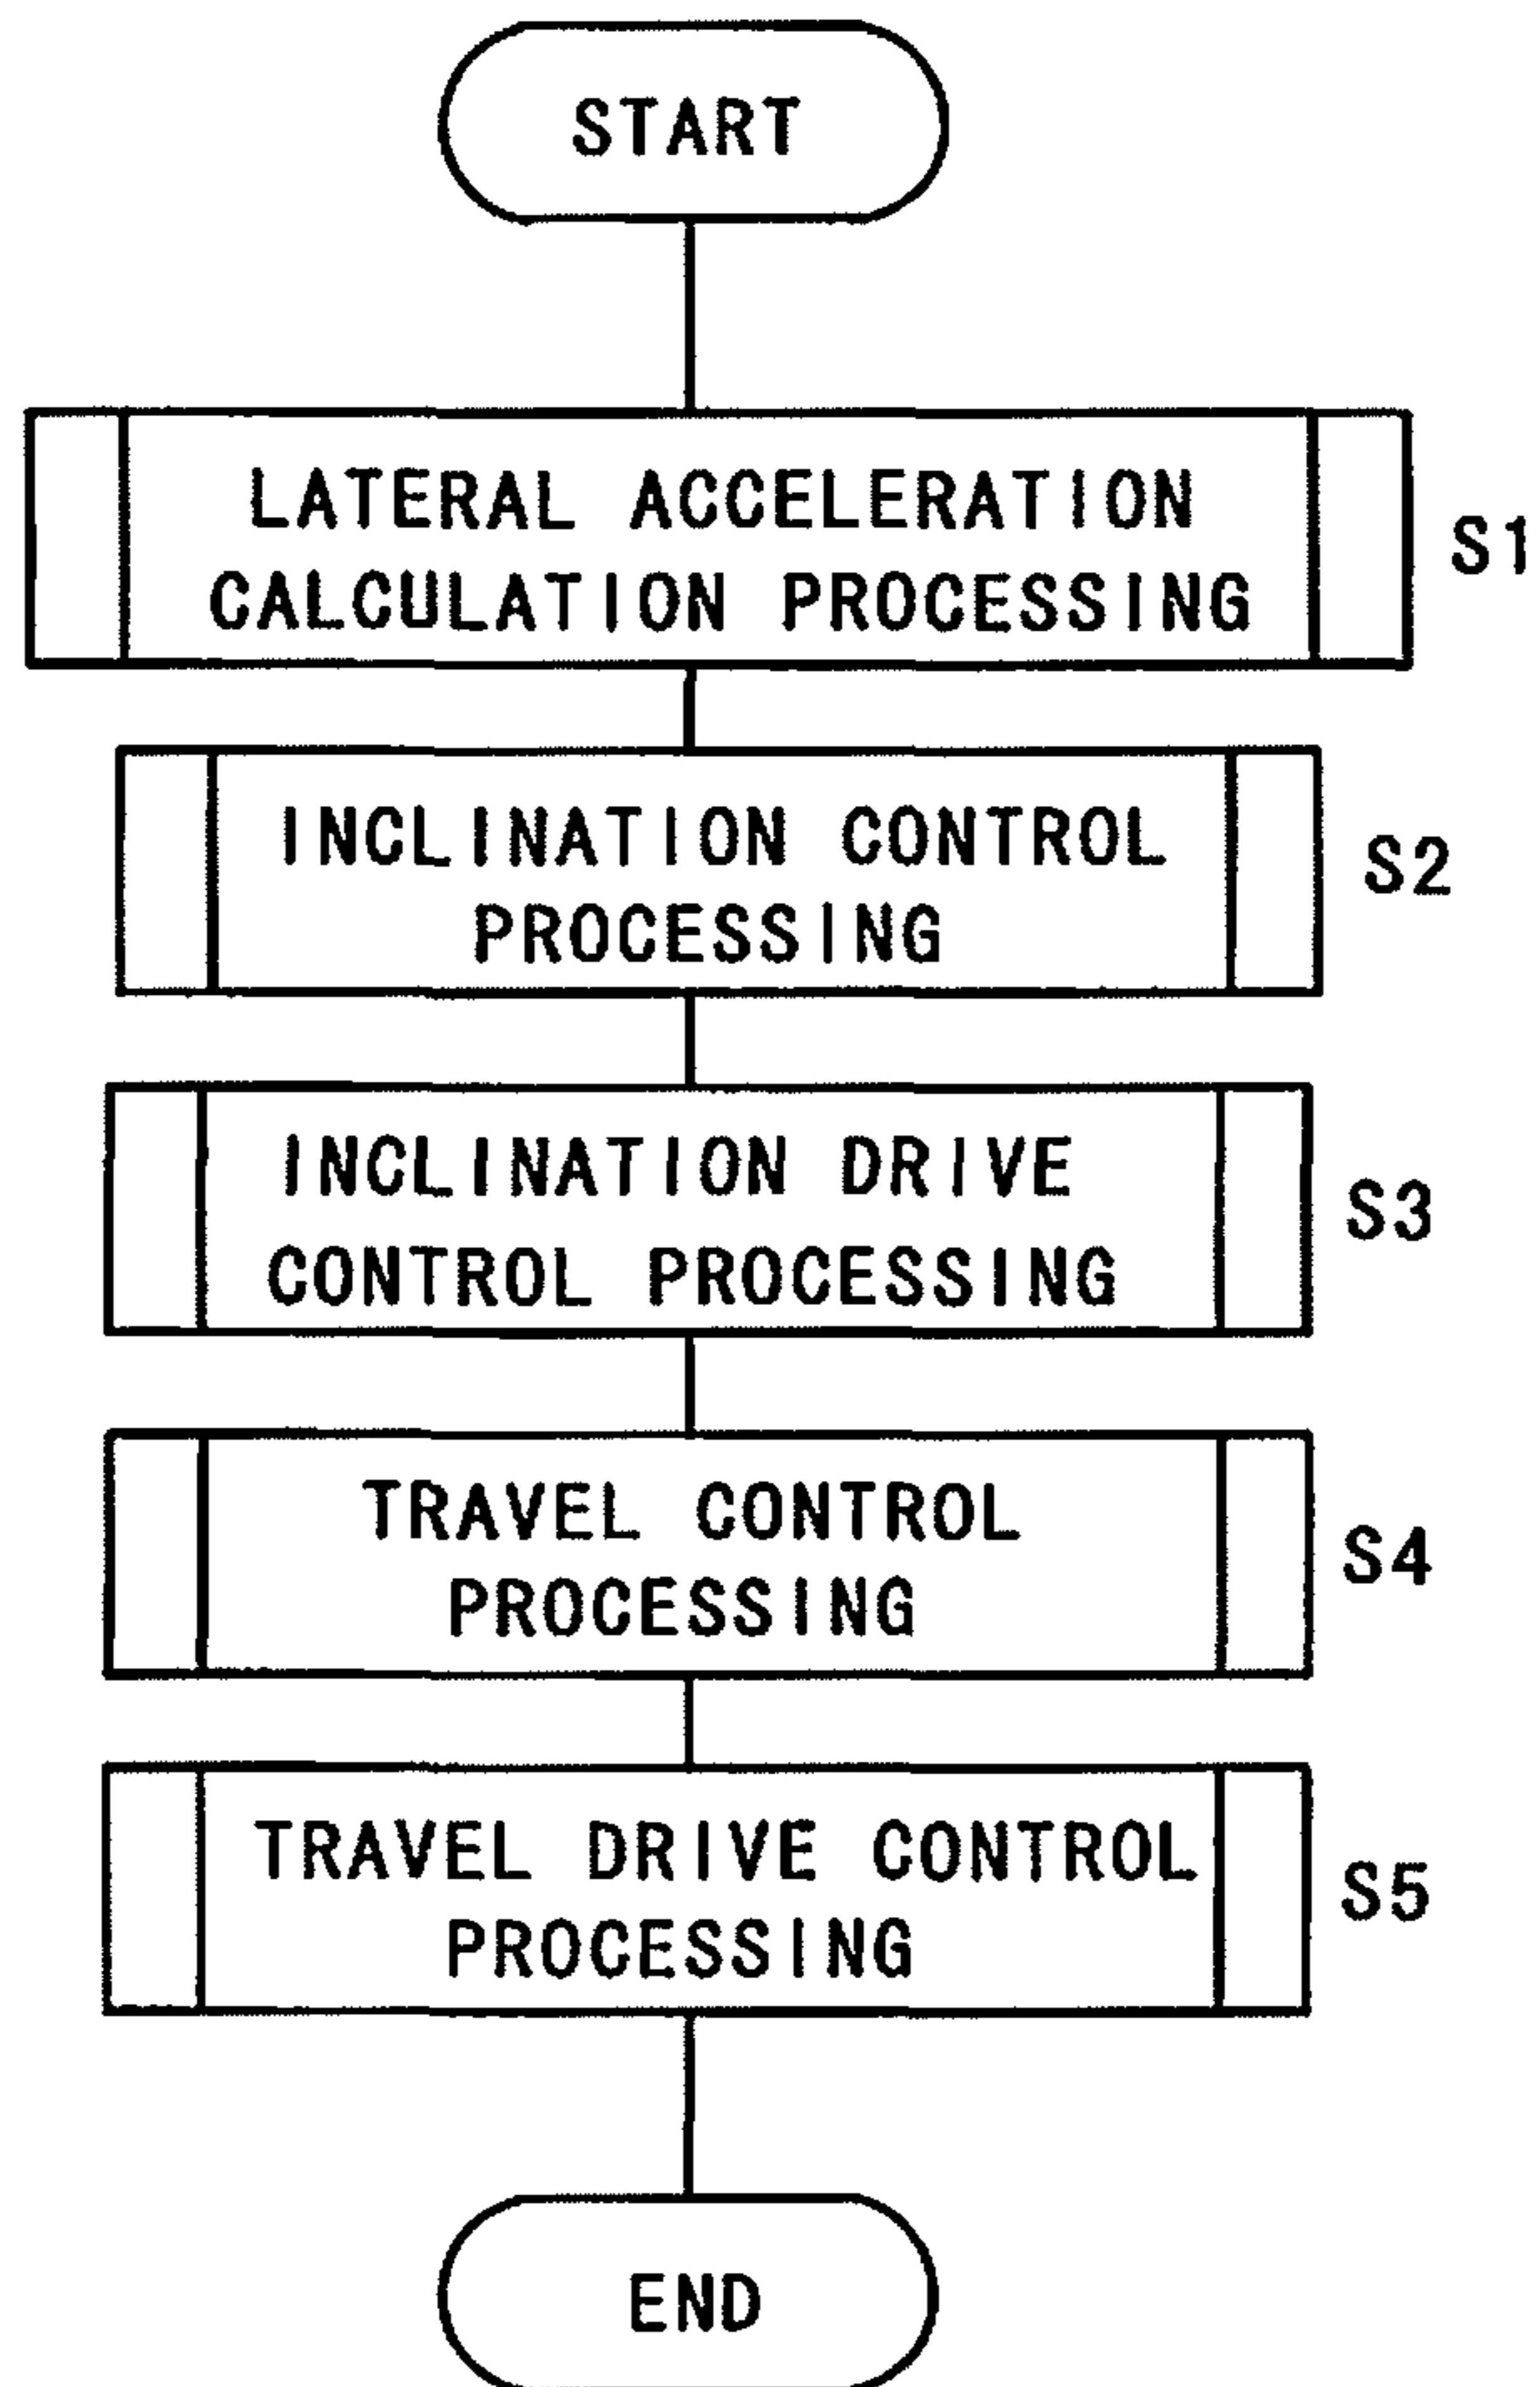 START
LATERAL ACCELERATION
CALCULATION PROCESSING
S1
INCLINATION CONTROL
PROCESSING
S2
INCLINATION DRIVE
CONTROL PROCESSING
S3
TRAVEL CONTROL
PROCESSING
S4
TRAVEL DRIVE CONTROL
PROCESSING
S5
END